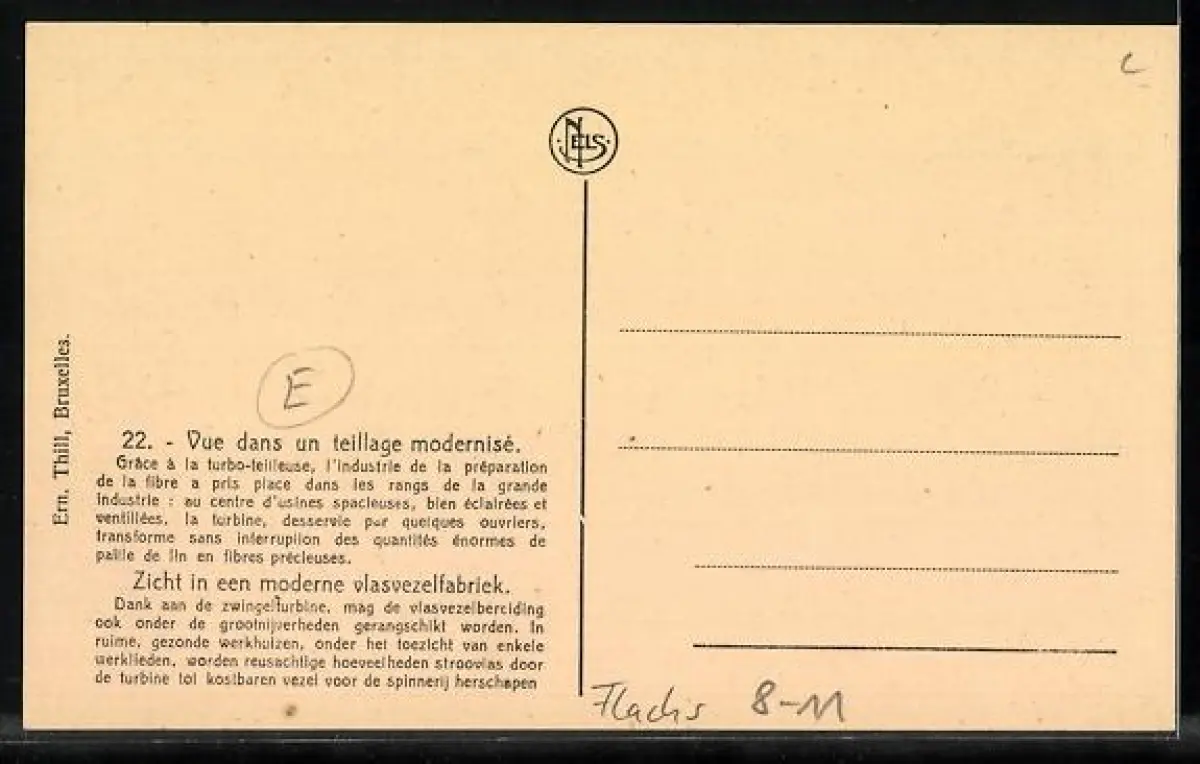 C
NELS
Ern. Thill, Bruxelles.
E
22. - Vue dans un teillage modernisé.
Grâce à la turbo-teilleuse, l'industrie de la préparation
de la fibre a pris place dans les rangs de la grande
industrie : au centre d'usines spacieuses, bien éclairées et
ventillées, la turbine, desservie par quelques ouvriers,
transforme sans interruption des quantités énormes de
paille de lin en fibres précieuses.
Zicht in een moderne vlasvezelfabriek.
Dank aan de zwingelturbine, mag de vlasvezelbereiding
ook onder de grootnijverheden gerangschikt worden. In
ruime, gezonde werkhuizen, onder het toezicht van enkele
werklieden, worden reusachtige hoeveelheden stroovlas door
de turbine tot kostbaren vezel voor de spinnerij herschapen
Flachs 8-11